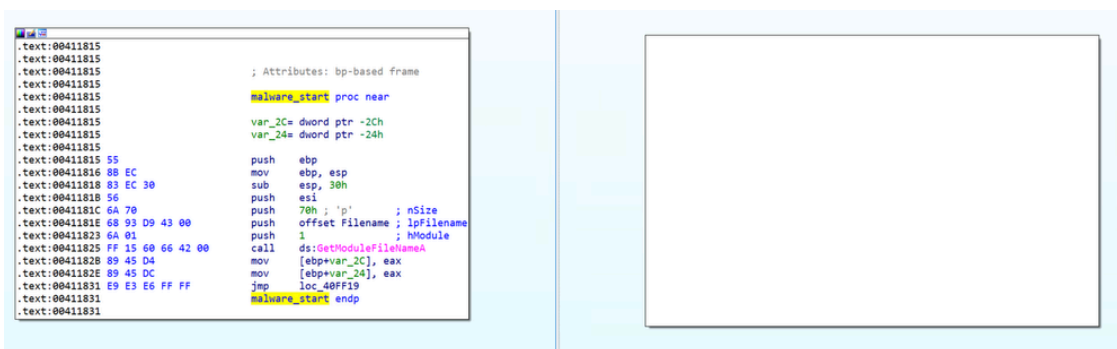 .text:00411815
.text:00411815
.text:00411815 ; Attributes: bp-based frame
.text:00411815
.text:00411815 malware_start proc near
.text:00411815
.text:00411815 var_2C= dword ptr -2Ch
.text:00411815 var_24= dword ptr -24h
.text:00411815
.text:00411815 55 push ebp
.text:00411816 8B EC mov ebp, esp
.text:00411818 83 EC 30 sub esp, 30h
.text:0041181B 56 push esi
.text:0041181C 6A 70 push 70h ; 'p' ; nSize
.text:0041181E 68 93 D9 43 00 push offset Filename ; lpFilename
.text:00411823 6A 01 push 1 ; hModule
.text:00411825 FF 15 60 66 42 00 call ds:GetModuleFileNameA
.text:0041182B 89 45 D4 mov [ebp+var_2C], eax
.text:0041182E 89 45 DC mov [ebp+var_24], eax
.text:00411831 E9 E3 E6 FF FF jmp loc_40FF19
.text:00411831 malware_start endp
.text:00411831